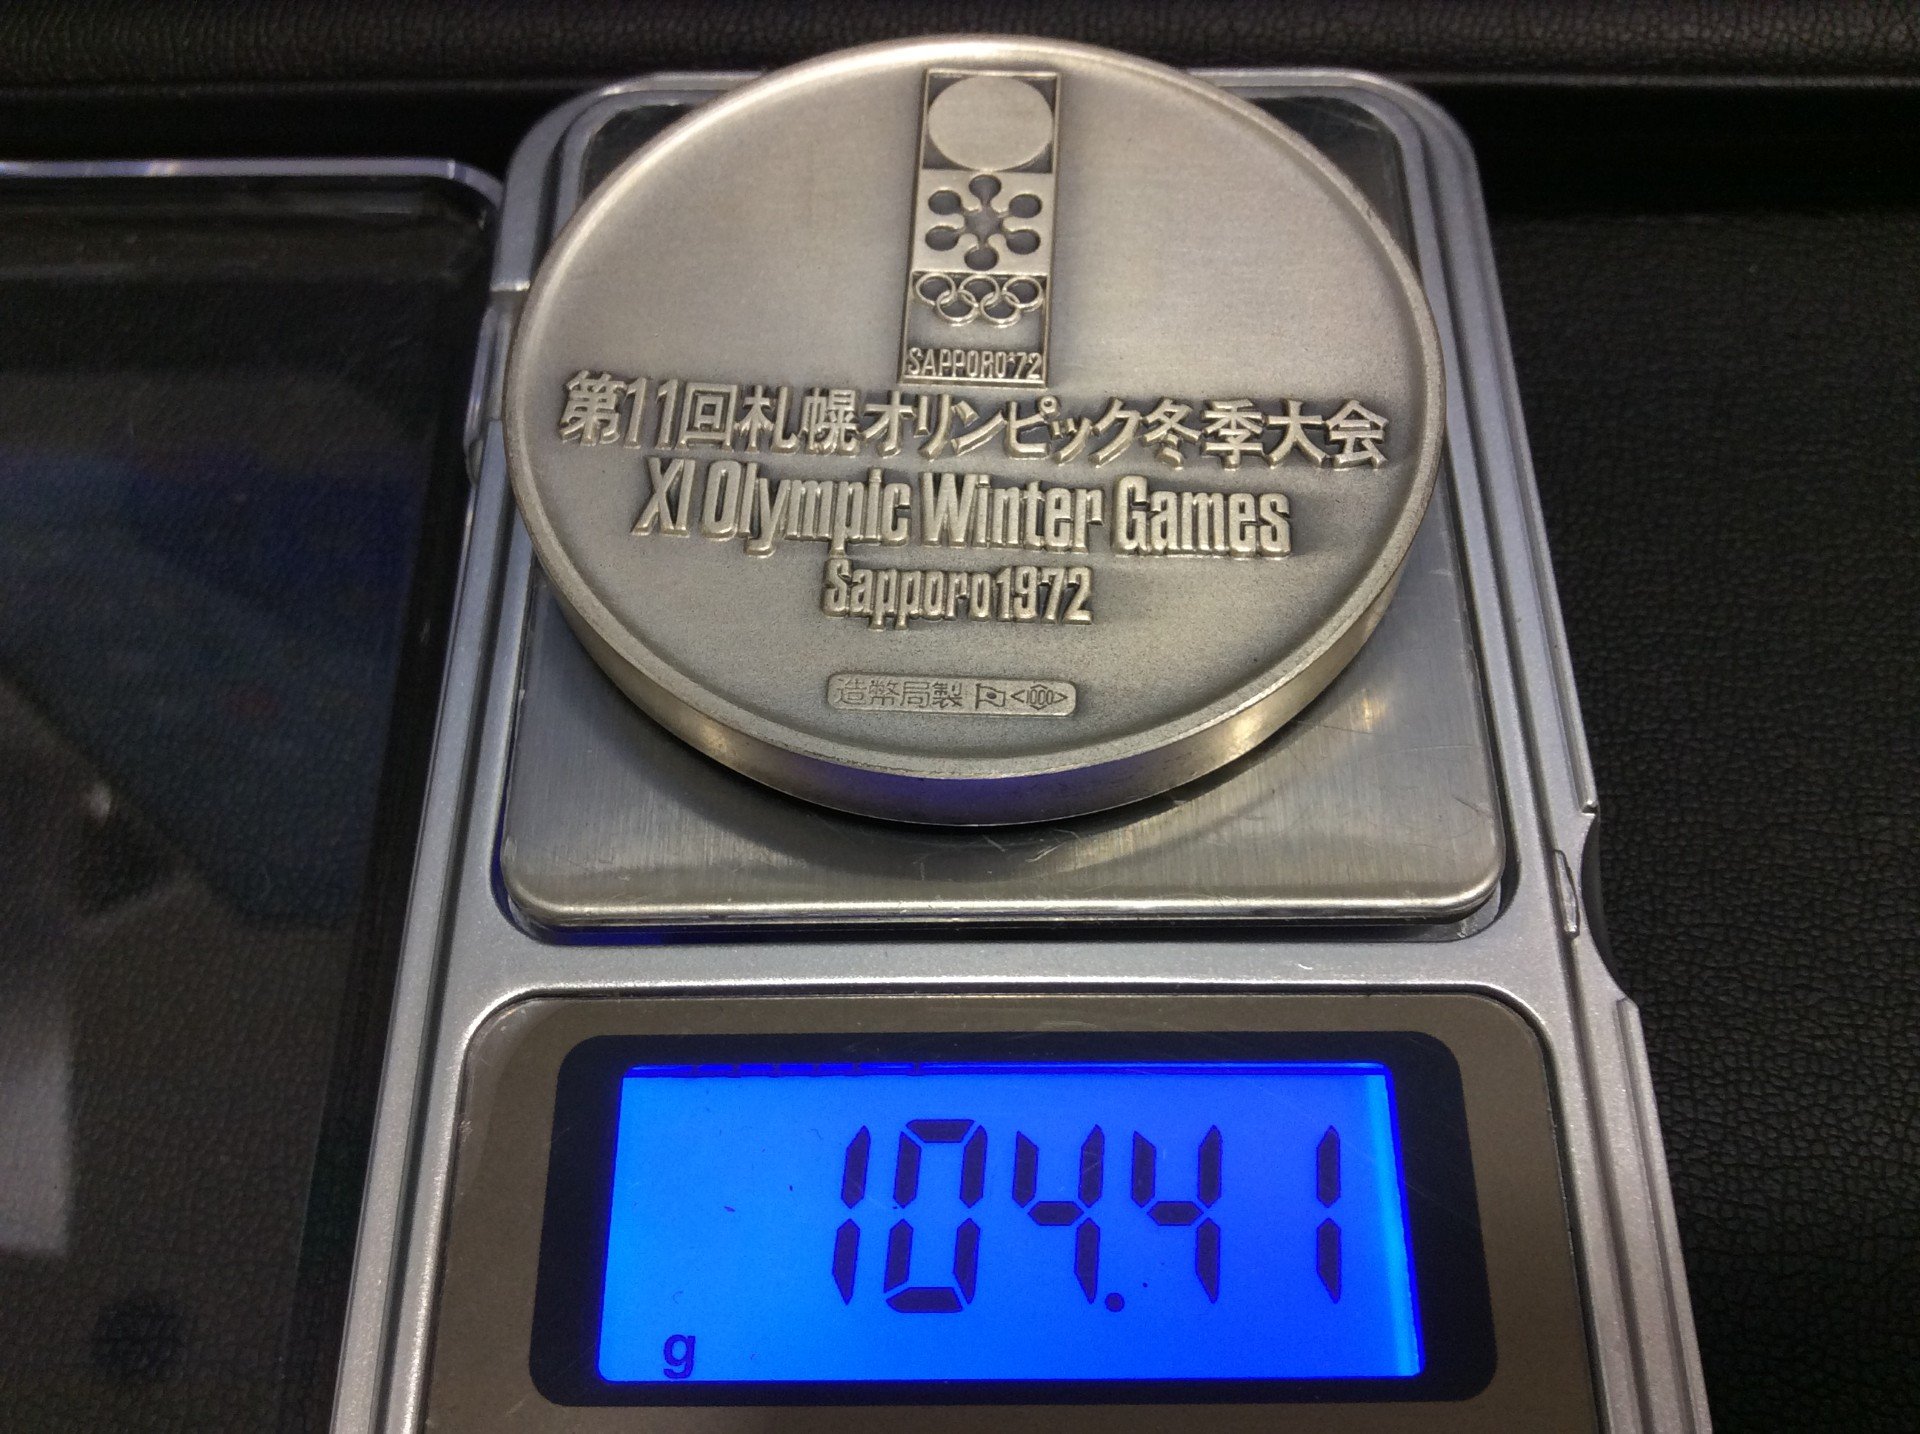 SAPPORO'72
第11回札幌オリンピック冬季大会
XI Olympic Winter Games
Sapporo1972
造幣局製 <1000>
104.41
g